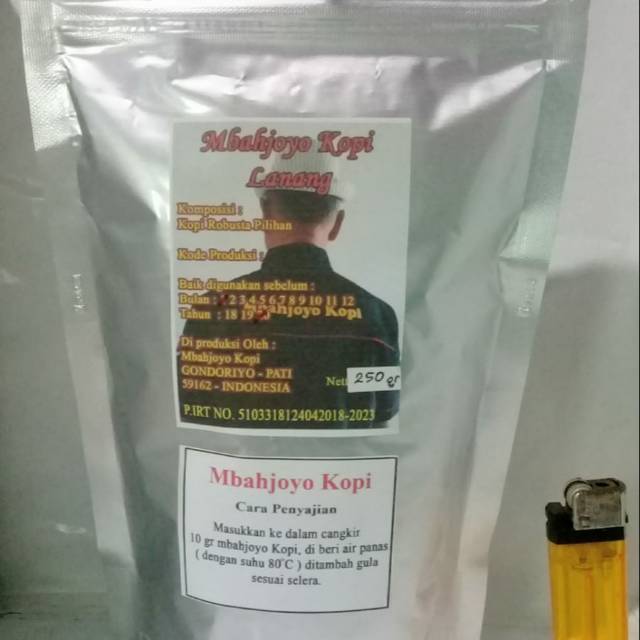 Mbahjoyo Kopi
Lanang
Komposisi :
Kopi Robusta Pilihan
Kode Produksi :
Baik digunakan sebelum :
Bulan : 2 3 4 5 6 7 8 9 10 11 12
Tahun : 18 19
ahjoyo Kopi
Di produksi Oleh :
Mbahjoyo Kopi
GONDORIYO - PATI
59162 - INDONESIA
Nett 250 gr
P.IRT NO. 5103318124042018-2023
Mbahjoyo Kopi
Cara Penyajian
Masukkan ke dalam cangkir
10 gr mbahjoyo Kopi, di beri air panas
( dengan suhu 80°C ) ditambah gula
sesuai selera.